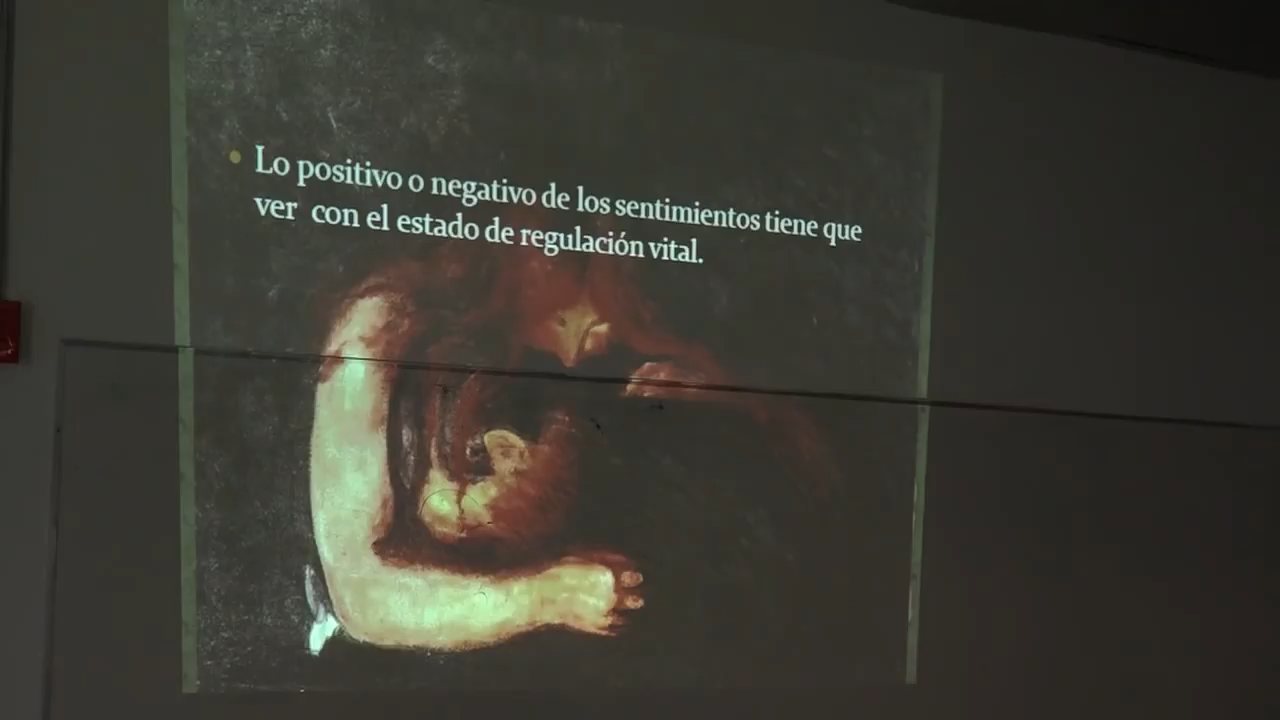 Lo positivo o negativo de los sentimientos tiene que
ver con el estado de regulación vital.